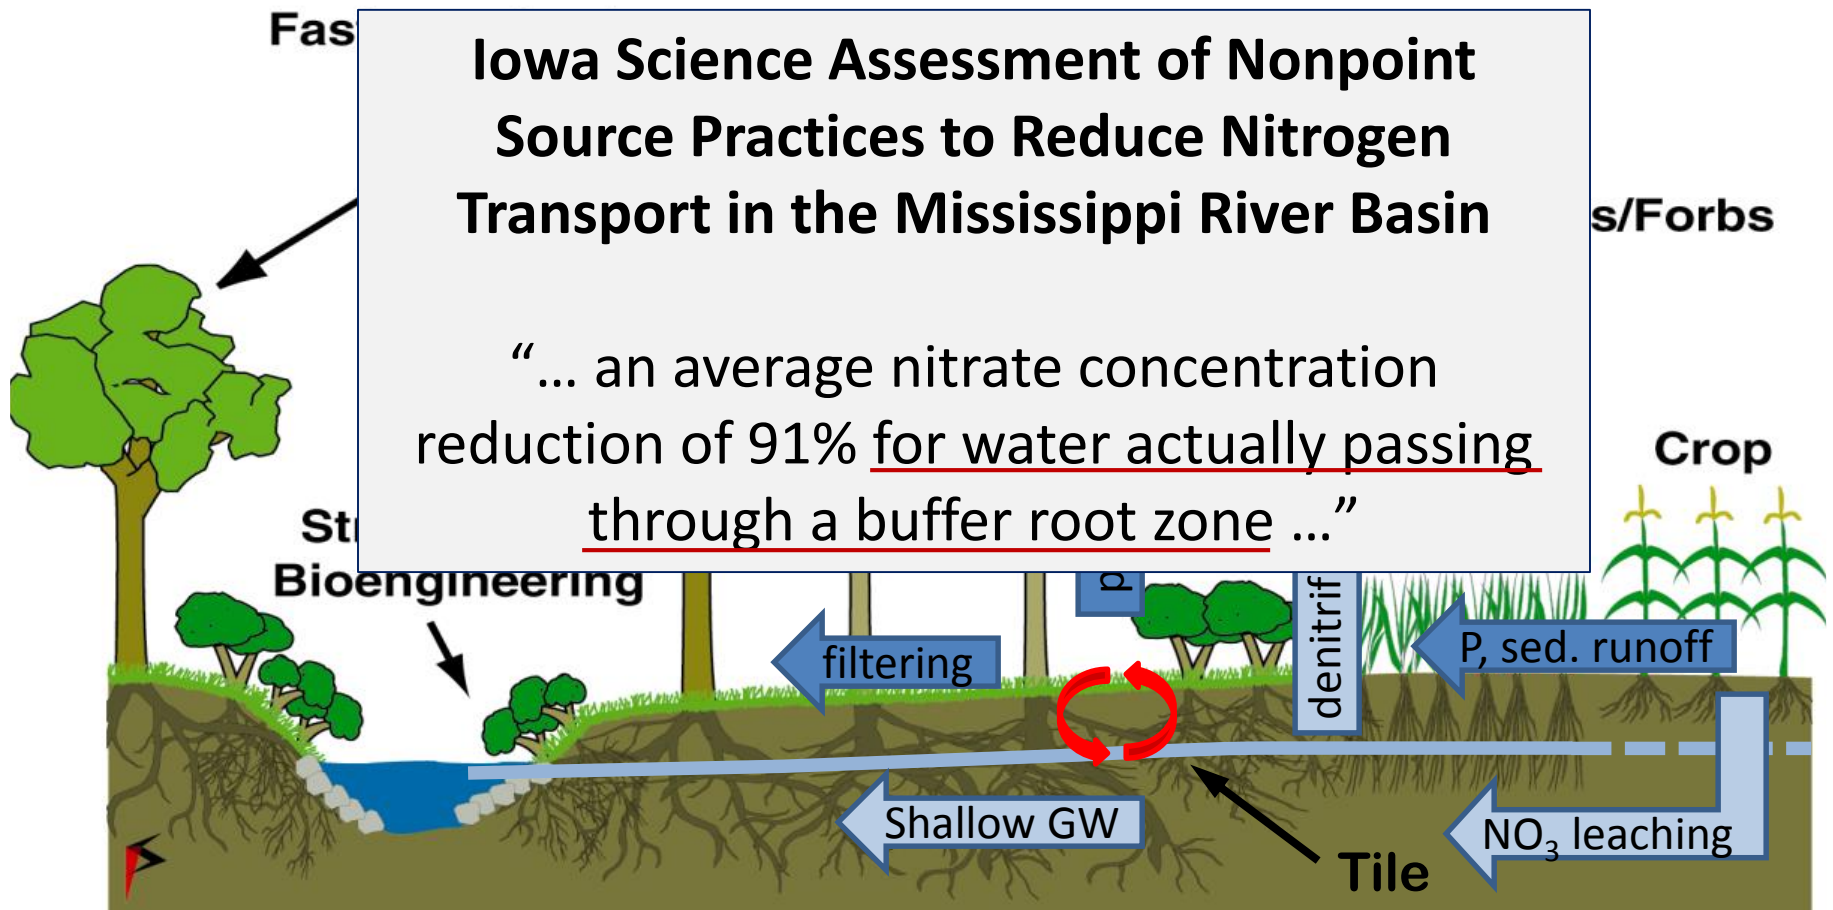 Fas
Iowa Science Assessment of Nonpoint
Source Practices to Reduce Nitrogen
Transport in the Mississippi River Basin
s/Forbs
“... an average nitrate concentration
reduction of 91% for water actually passing
through a buffer root zone ...”
Crop
St
Bioengineering
p
denitrif
filtering
P, sed. runoff
Shallow GW
NO₃ leaching
Tile